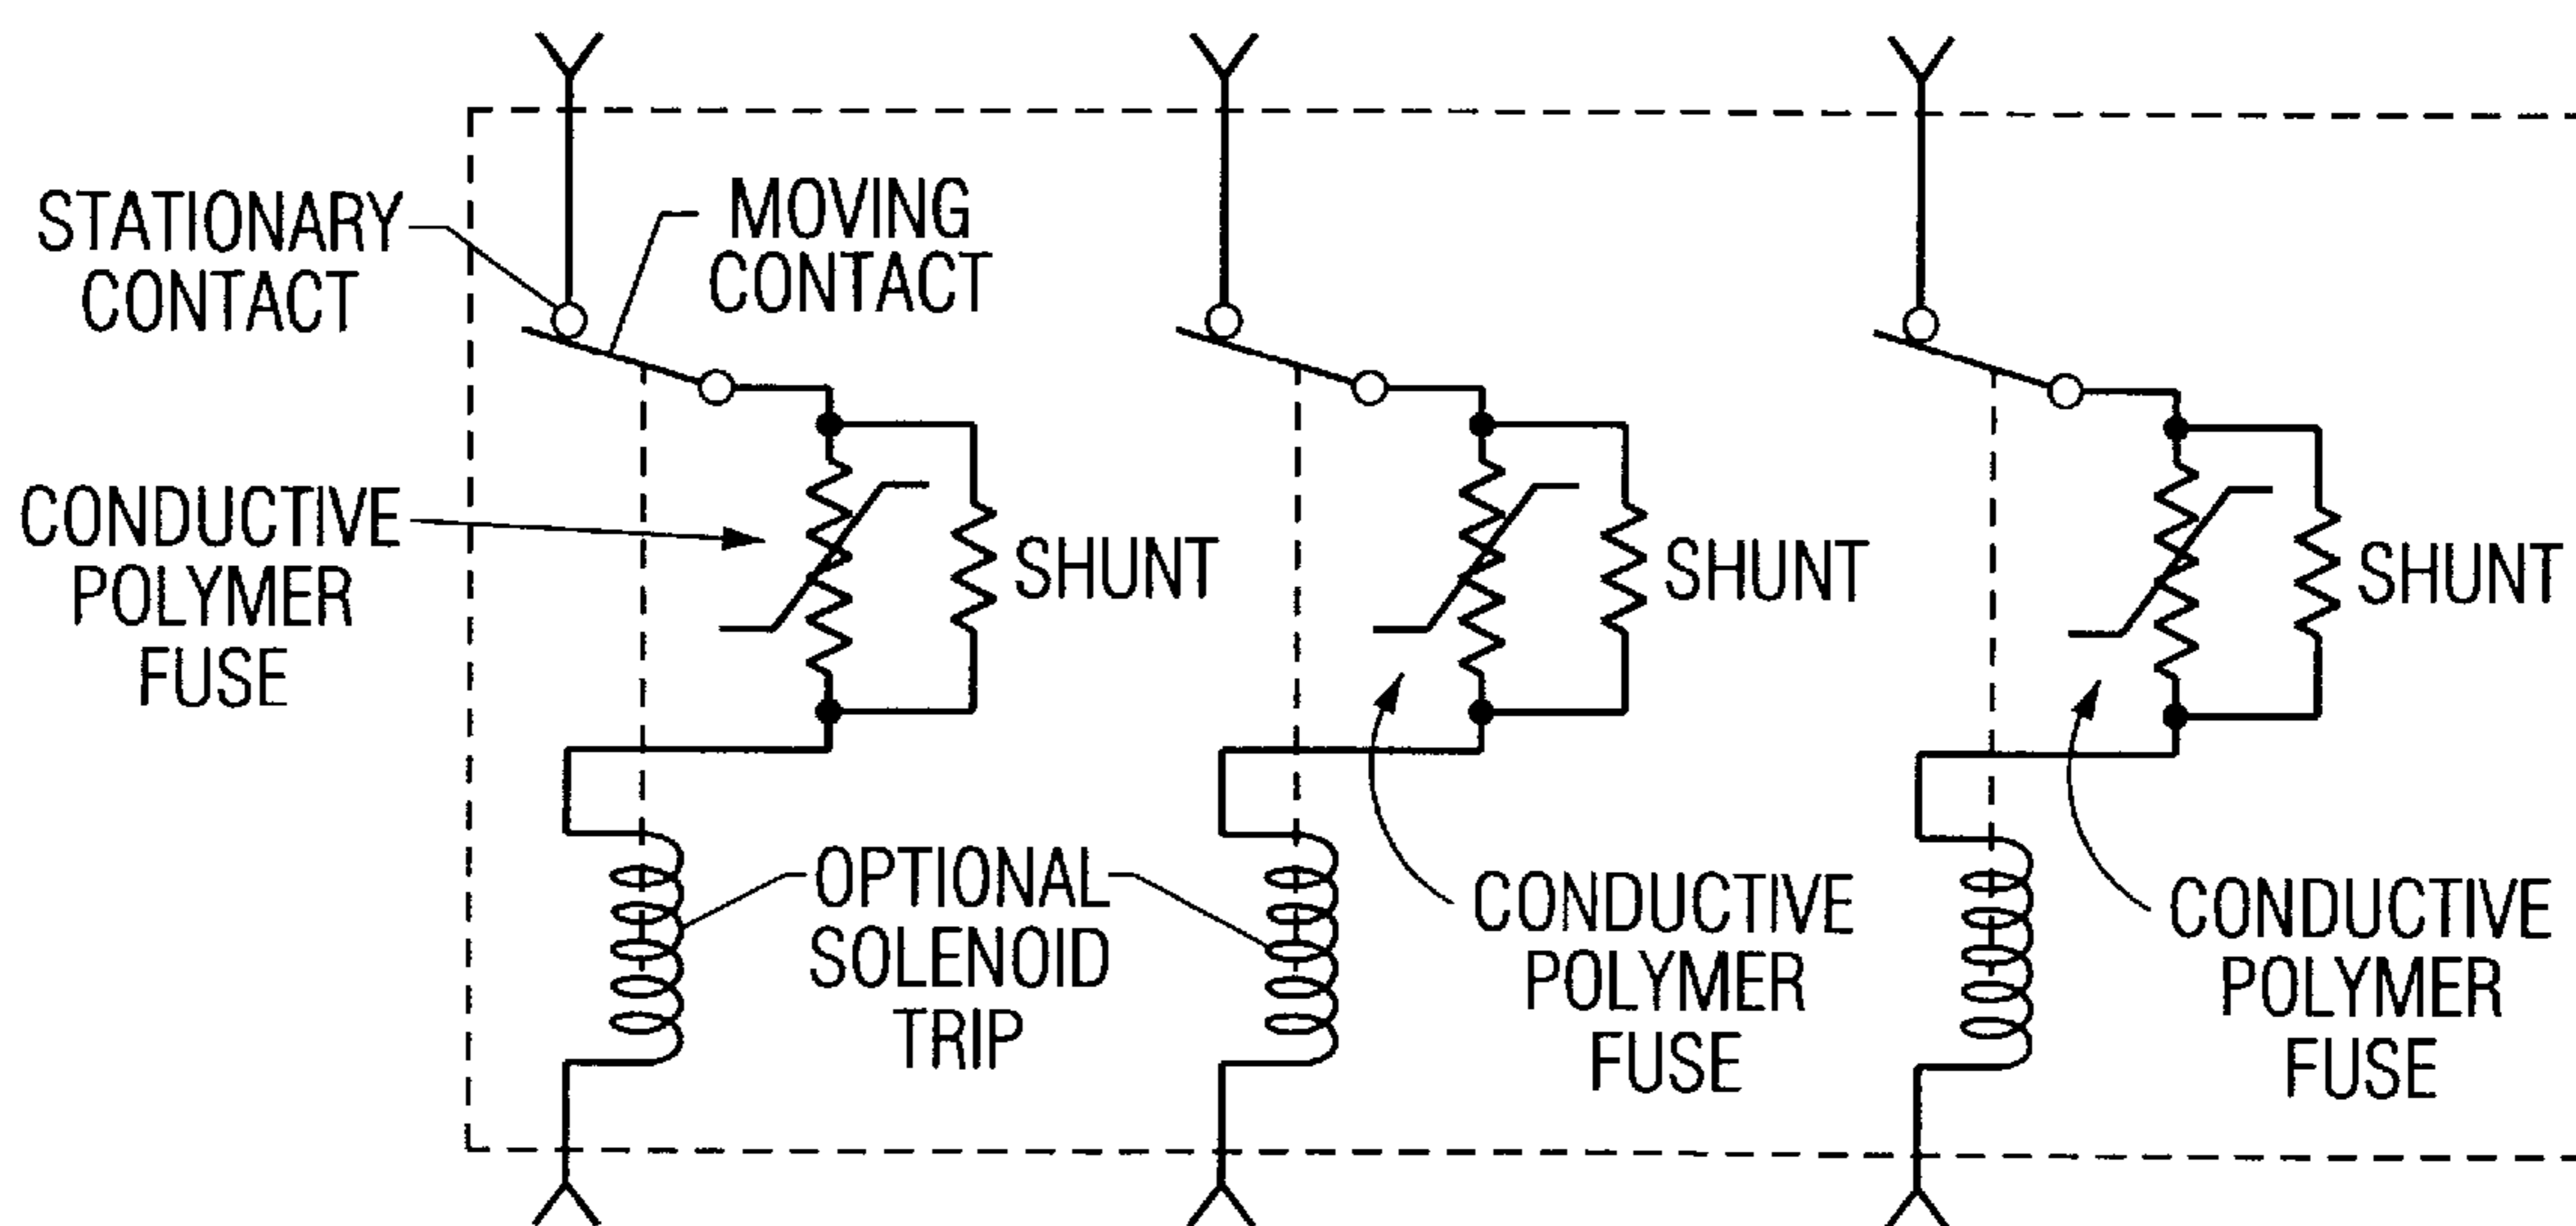 STATIONARY
CONTACT
MOVING
CONTACT
CONDUCTIVE
POLYMER
FUSE
SHUNT
SHUNT
SHUNT
OPTIONAL
SOLENOID
TRIP
CONDUCTIVE
POLYMER
FUSE
CONDUCTIVE
POLYMER
FUSE